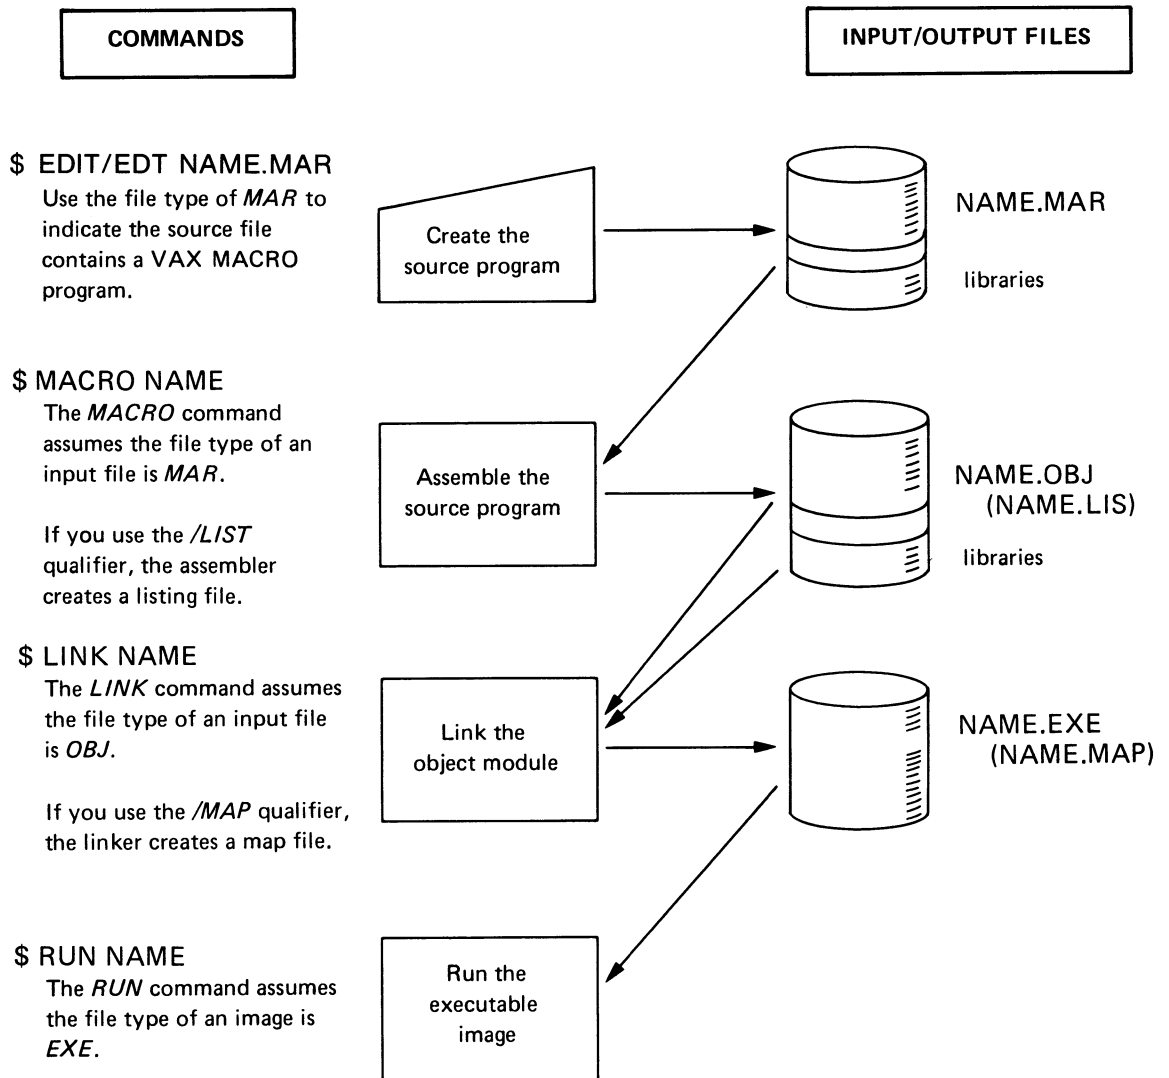 COMMANDS
INPUT/OUTPUT FILES
$ EDIT/EDT NAME.MAR
Use the file type of MAR to
indicate the source file
contains a VAX MACRO
program.
Create the
source program
NAME.MAR
libraries
$ MACRO NAME
The MACRO command
assumes the file type of an
input file is MAR.
If you use the /LIST
qualifier, the assembler
creates a listing file.
Assemble the
source program
NAME.OBJ
(NAME.LIS)
libraries
$ LINK NAME
The LINK command assumes
the file type of an input file
is OBJ.
If you use the /MAP qualifier,
the linker creates a map file.
Link the
object module
NAME.EXE
(NAME.MAP)
$ RUN NAME
The RUN command assumes
the file type of an image is
EXE.
Run the
executable
image